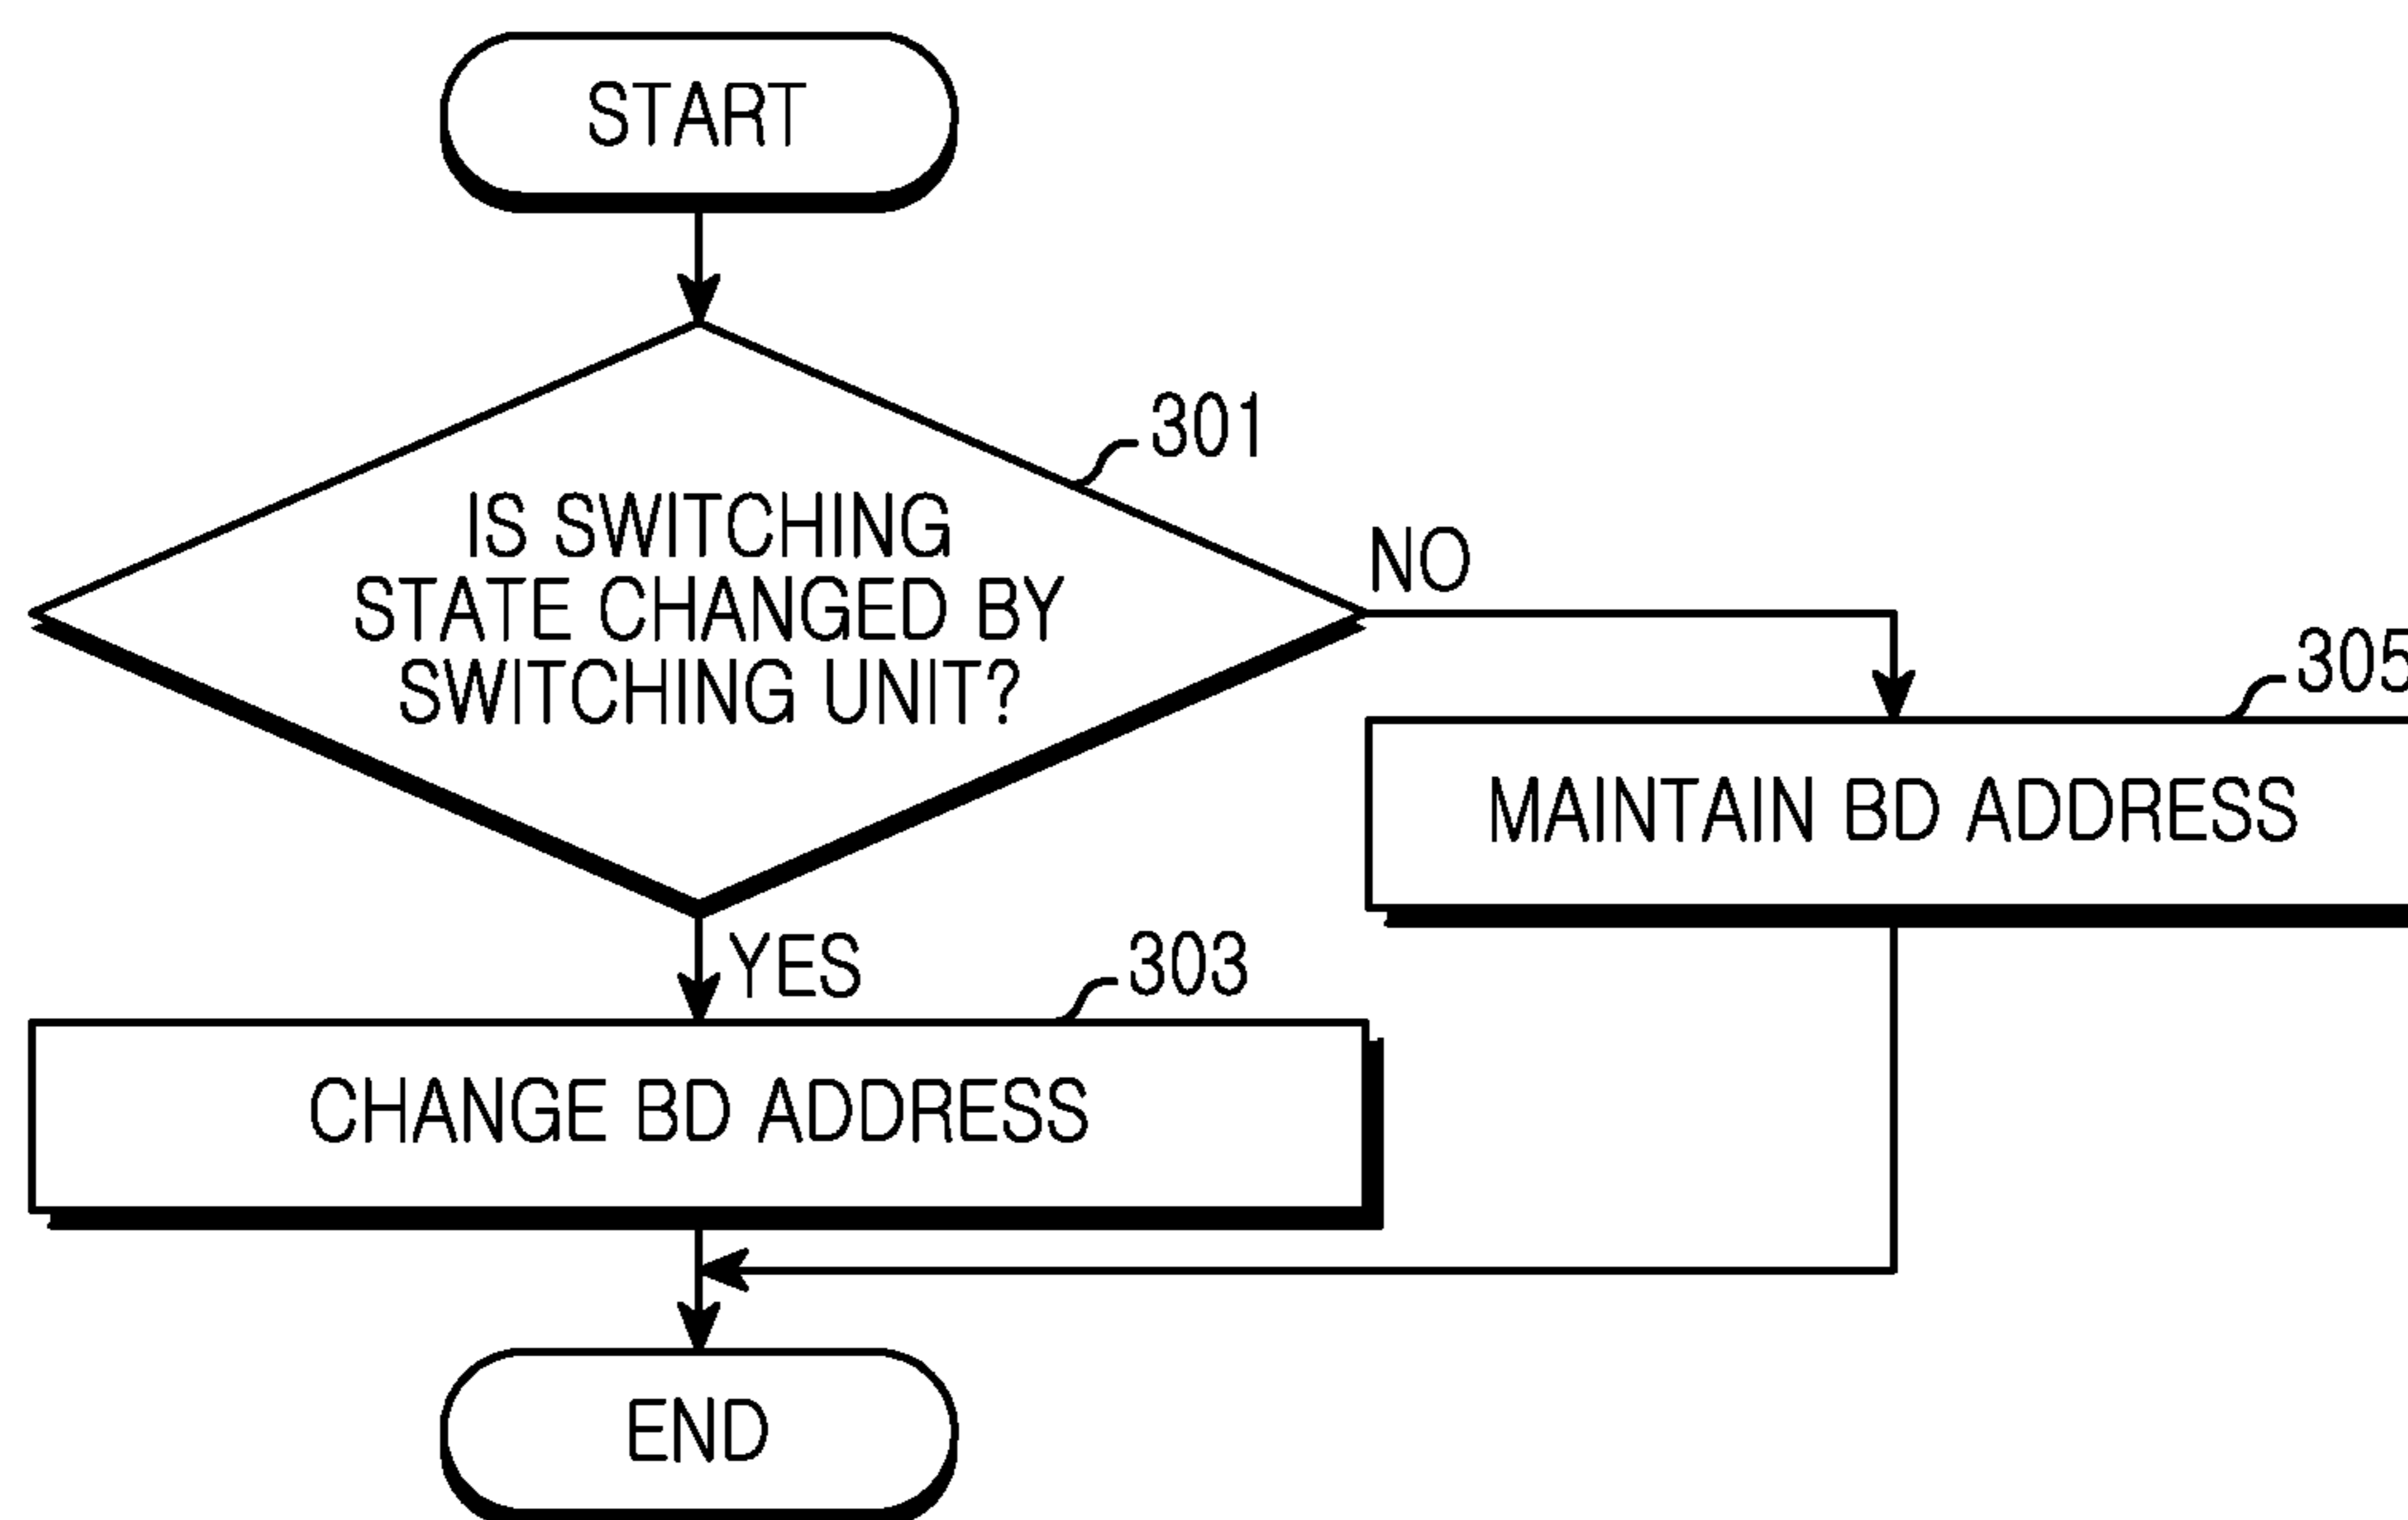 START
301
IS SWITCHING
STATE CHANGED BY
SWITCHING UNIT?
NO
305
MAINTAIN BD ADDRESS
YES
303
CHANGE BD ADDRESS
END